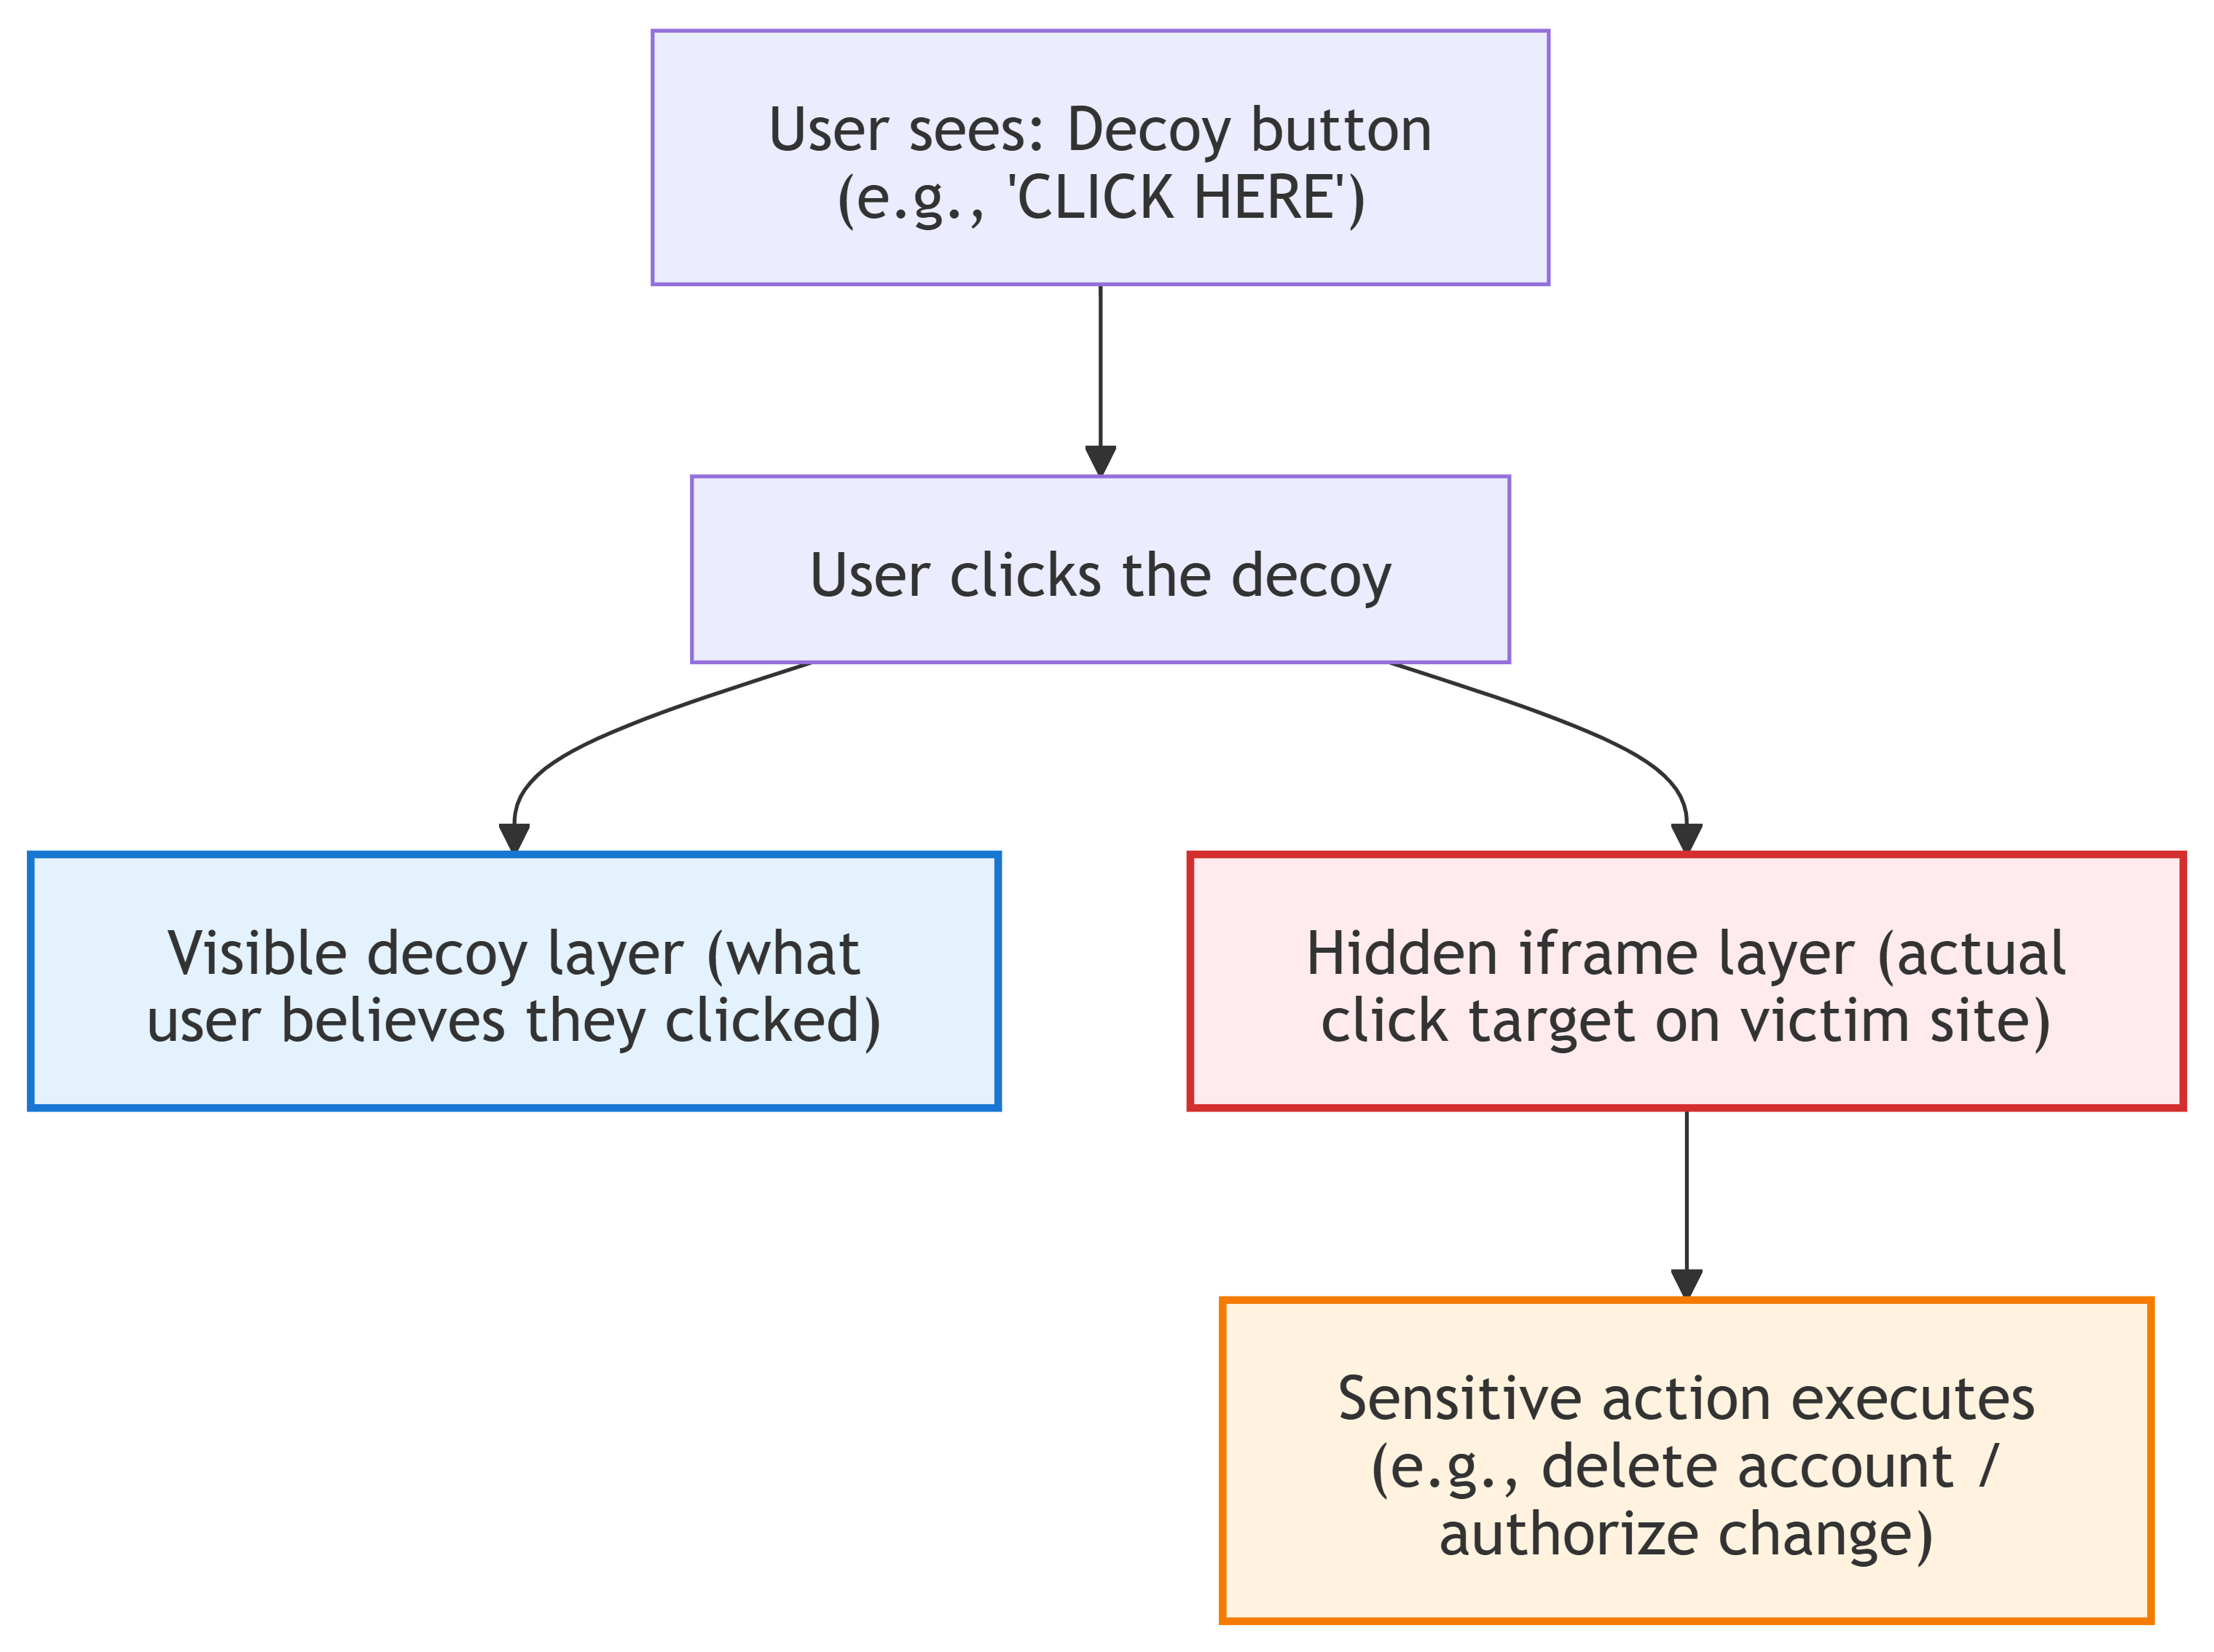 User sees: Decoy button
(e.g., 'CLICK HERE')
User clicks the decoy
Visible decoy layer (what
user believes they clicked)
Hidden iframe layer (actual
click target on victim site)
Sensitive action executes
(e.g., delete account /
authorize change)